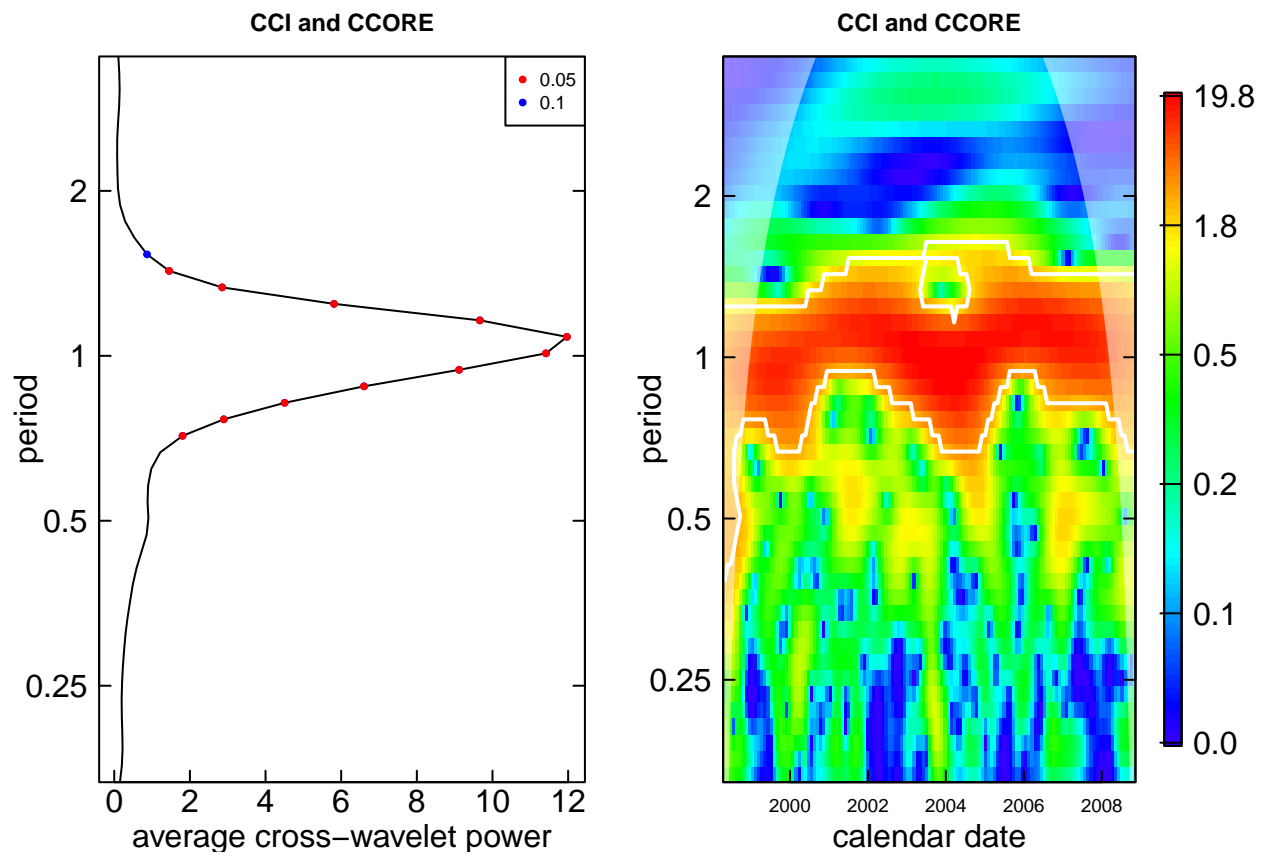 CCI and CCORE
0.05
0.1
2
1
0.5
0.25
period
0 2 4 6 8 10 12
average cross−wavelet power
CCI and CCORE
2
1
0.5
0.25
period
2000 2002 2004 2006 2008
calendar date
19.8
1.8
0.5
0.2
0.1
0.0